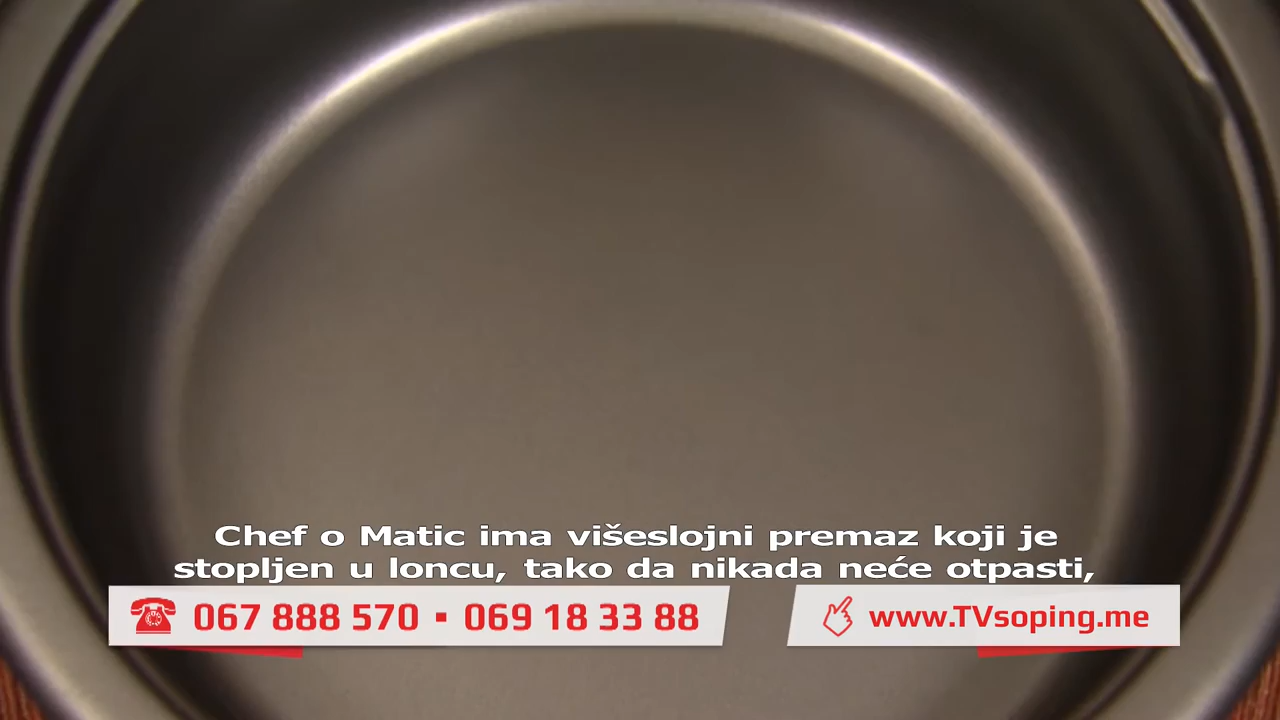 Chef o Matic ima višeslojni premaz koji je
stopljen u loncu, tako da nikada neće otpasti,
067 888 570 ▪ 069 18 33 88
www.TVsoping.me